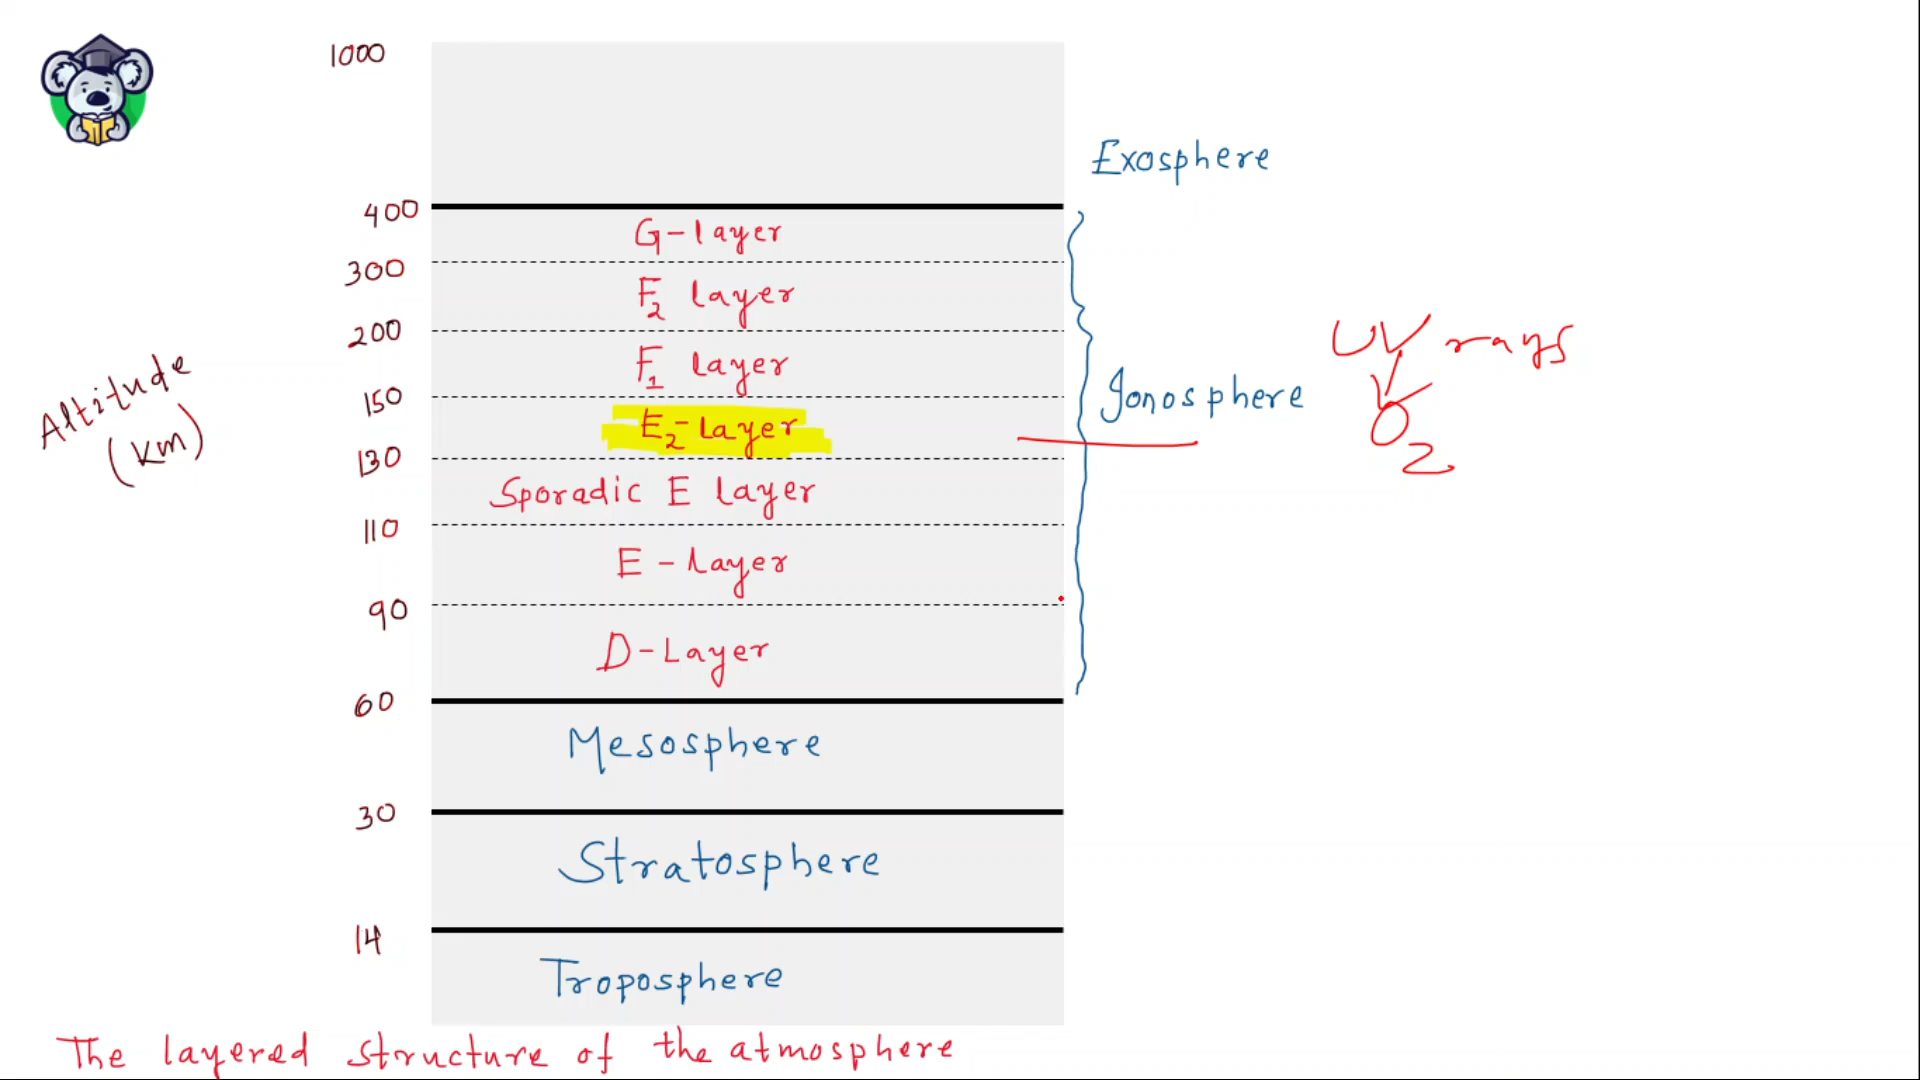 1000
Exosphere
400
G-layer
300
F2 layer
200
UV rays
F1 layer
150
Ionosphere
O2
E2-Layer
130
Sporadic E layer
110
E-layer
90
D-Layer
60
Mesosphere
30
Stratosphere
14
Troposphere
Altitude
(km)
The layered structure of the atmosphere